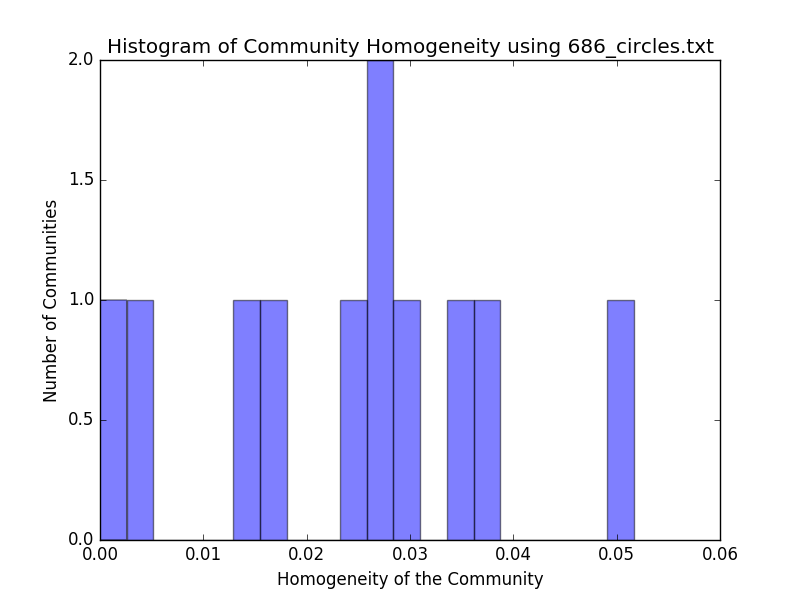 Histogram of Community Homogeneity using 686_circles.txt
2.0
1.5
1.0
0.5
0.0
Number of Communities
0.00 0.01 0.02 0.03 0.04 0.05 0.06
Homogeneity of the Community